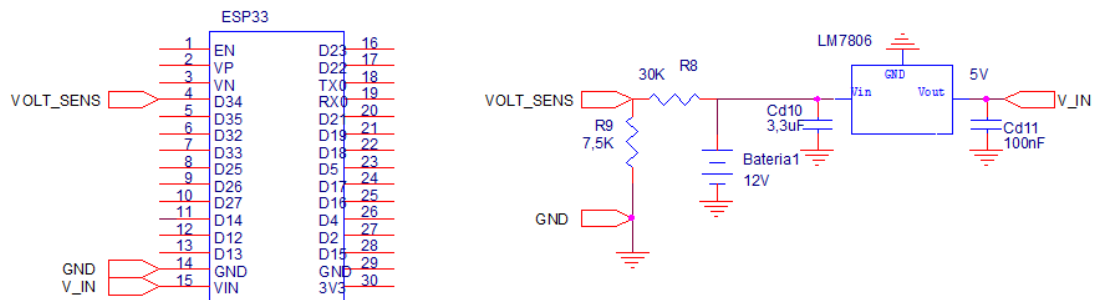 ESP33
1 EN D23 16
2 VP D22 17
3 VN TX0 18
VOLT_SENS 4 D34 RX0 19
5 D35 D21 20
6 D32 D19 21
7 D33 D18 22
8 D25 D5 23
9 D26 D17 24
10 D27 D16 25
11 D14 D4 26
12 D12 D2 27
13 D13 D15 28
GND 14 GND GND 29
V_IN 15 VIN 3V3 30
LM7806
GND
30K R8
5V
VOLT_SENS
Vin Vout
V_IN
Cd10
3,3uF
R9
7,5K
Cd11
100nF
Bateria1
12V
GND